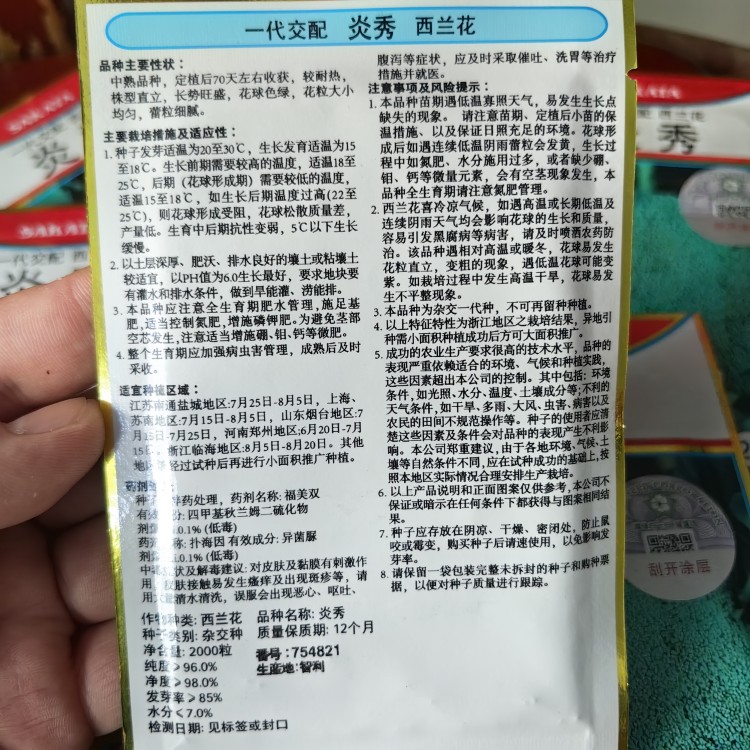 一代交配 炎秀 西兰花
品种主要性状：
中熟品种，定植后70天左右收获，较耐热，
株型直立，长势旺盛，花球色绿，花粒大小
均匀，蕾粒细腻。
主要栽培措施及适应性：
1.种子发芽适温为20至30℃，生长发育适温为15
至18℃。生长前期需要较高的温度，适温18至
25℃，后期（花球形成期）需要较低的温度，
适温15至18℃，如生长后期温度过高(22至
25℃)，则花球形成受阻，花球松散质量差，
产量低。生育中后期抗性变弱，5℃以下生长
缓慢。
2.以土层深厚、肥沃、排水良好的壤土或粘壤土
较适宜，以PH值为6.0生长最好，要求地块要
有灌水和排水条件，做到旱能灌、涝能排。
3.本品种应注意全生育期肥水管理，施足基
肥，适当控制氮肥，增施磷钾肥。为避免茎部
空芯发生，注意适当增施硼、钼、钙等微肥。
4.整个生育期应加强病虫害管理，成熟后及时
采收。
适宜种植区域：
江苏南通盐城地区：7月25日-8月5日，上海、
苏南地区：7月15日-8月5日，山东烟台地区：7
月15日-7月25日，河南郑州地区：6月20日-7月
15日。浙江临海地区：8月5日-8月20日。其他
地 经过试种后再进行小面积推广种植。
药剂
种子 拌药处理，药剂名称：福美双
有效 份：四甲基秋兰姆二硫化物
剂 0.1% (低毒)
药 称：扑海因 有效成分：异菌脲
剂 0.1% (低毒)
中 状及解毒建议：对皮肤及黏膜有刺激作
用，皮肤接触易发生瘙痒及出现斑疹等，请
用大量清水清洗，误服会出现恶心、呕吐、
腹泻等症状，应及时采取催吐、洗胃等治疗
措施并就医。
注意事项及风险提示：
1.本品种苗期遇低温寡照天气，易发生生长点
缺失的现象。请注意苗期、定植后小苗的保
温措施、以及保证日照充足的环境。花球形
成后如遇连续低温阴雨蕾粒会发黄，生长过
程中如氮肥、水分施用过多，或者缺少硼、
钼、钙等微量元素，会有空茎现象发生，本
品种全生育期请注意氮肥管理。
2.西兰花喜冷凉气候，如遇高温或长期低温及
连续阴雨天气均会影响花球的生长和质量，
容易引发黑腐病等病害，请及时喷洒农药防
治。该品种遇相对高温或暖冬，花球易发生
花粒直立，变粗的现象，遇低温花球可能变
紫。如栽培过程中发生高温干旱，花球易发
生不平整现象。
3.本品种为杂交一代种，不可再留种种植。
4.以上特征特性为浙江地区之栽培结果，异地引
种需小面积种植成功后方可大面积推广。
5.成功的农业生产要求很高的技术水平，品种的
表现严重依赖适合的环境、气候和种植实践，
这些因素超出本公司的控制。其中包括：环境
条件，如光照、水分、温度、土壤成分等；不利的
天气条件，如干旱、多雨、大风、虫害、病害以及
农民的田间不规范操作等。种子的使用者应清
楚这些因素及条件会对品种的表现产生不利影
响。本公司郑重建议，由于各地环境、气候、土
壤等自然条件不同，应在试种成功的基础上，按
照本地区实际情况合理安排生产栽培。
6.以上产品说明和正面图案仅供参考，本公司不
保证或暗示在任何条件下都获得与图案相同结
果。
7.种子应存放在阴凉、干燥、密闭处，防止鼠
咬或霉变，购买种子后请速使用，以免影响发
芽率。
8.请保留一袋包装完整未拆封的种子和购种票
据，以便对种子质量进行跟踪。
作物种类：西兰花 品种名称：炎秀
种子类别：杂交种 质量保质期：12个月
净含量：2000粒 番号：754821
纯度≥96.0% 生産地：智利
净度≥98.0%
发芽率≥85%
水分≤7.0%
检测日期：见标签或封口
炎
一代交配 西
炎
西兰花
秀
刮开涂层